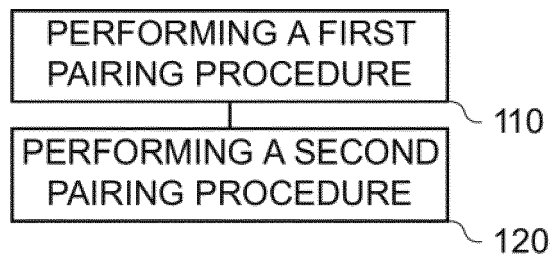 PERFORMING A FIRST
PAIRING PROCEDURE
110
PERFORMING A SECOND
PAIRING PROCEDURE
120